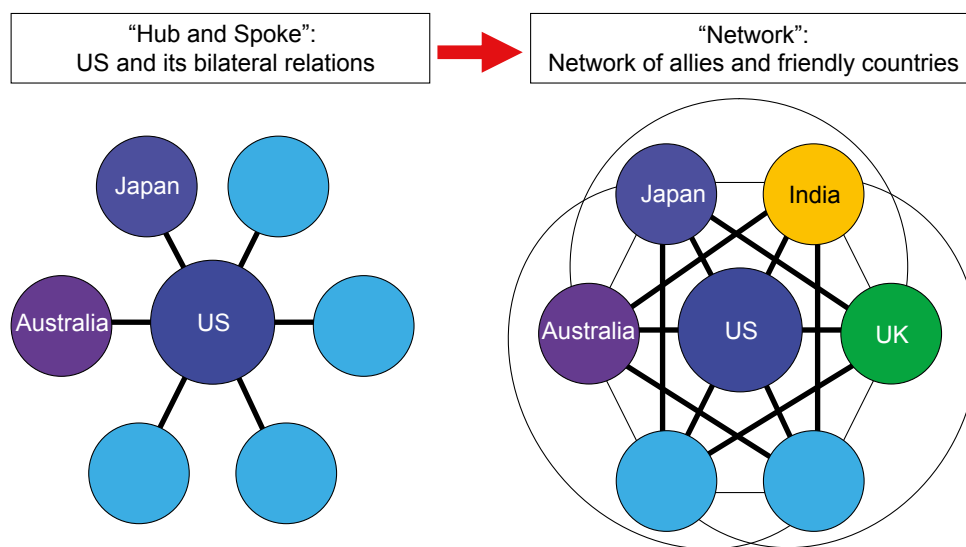 “Hub and Spoke”:
US and its bilateral relations
“Network”:
Network of allies and friendly countries
Japan
Australia
US
Japan
India
Australia
US
UK